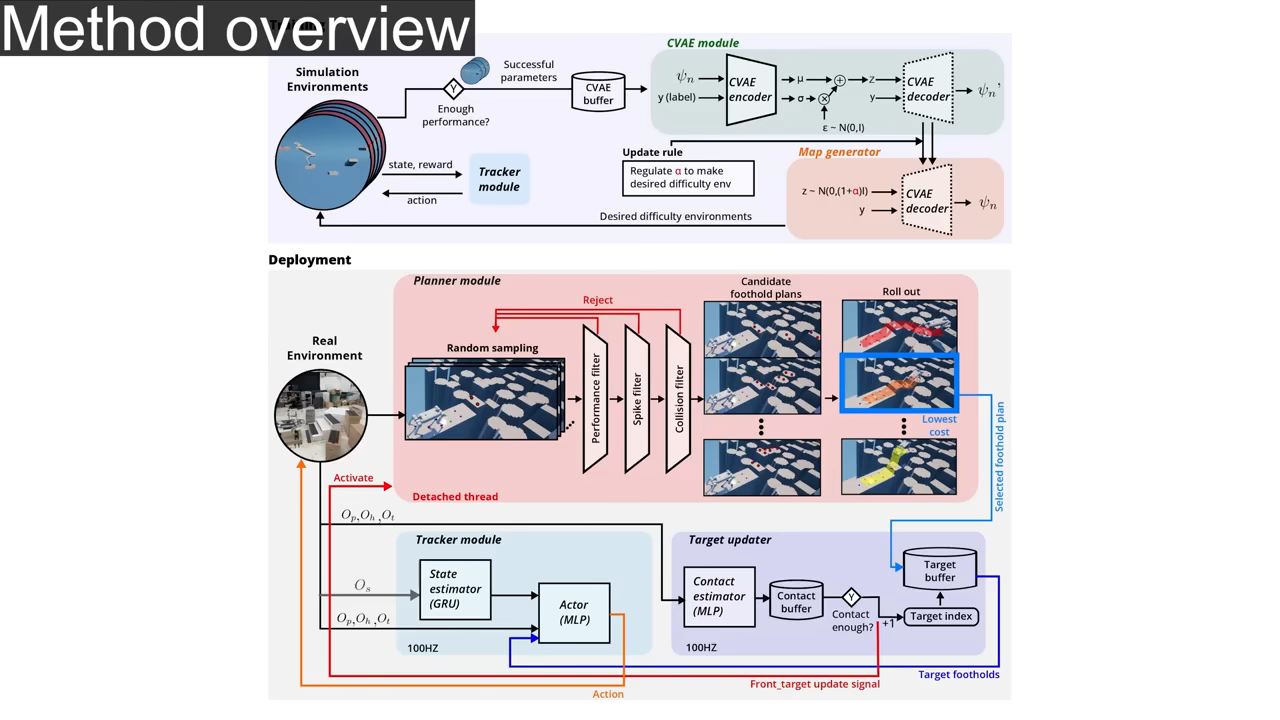 Method overview
Simulation
Environments
Y
Enough
performance?
Successful
parameters
CVAE
buffer
CVAE module
ψn
y (label)
CVAE
encoder
μ
σ
ε ~ N(0,I)
z
y
CVAE
decoder
ψn'
state, reward
action
Tracker
module
Update rule
Regulate α to make
desired difficulty env
Map generator
z ~ N(0,(1+α)I)
y
CVAE
decoder
ψn
Desired difficulty environments
Deployment
Planner module
Real
Environment
Random sampling
Reject
Performance filter
Spike filter
Collision filter
Candidate
foothold plans
Roll out
Lowest
cost
Selected foothold plan
Detached thread
Activate
Op,Oh,Ot
Os
Op,Oh,Ot
Tracker module
State
estimator
(GRU)
Actor
(MLP)
100HZ
Target updater
Contact
estimator
(MLP)
Contact
buffer
Y
Contact
enough?
+1
Target
buffer
Target index
100HZ
Target footholds
Front_target update signal
Action